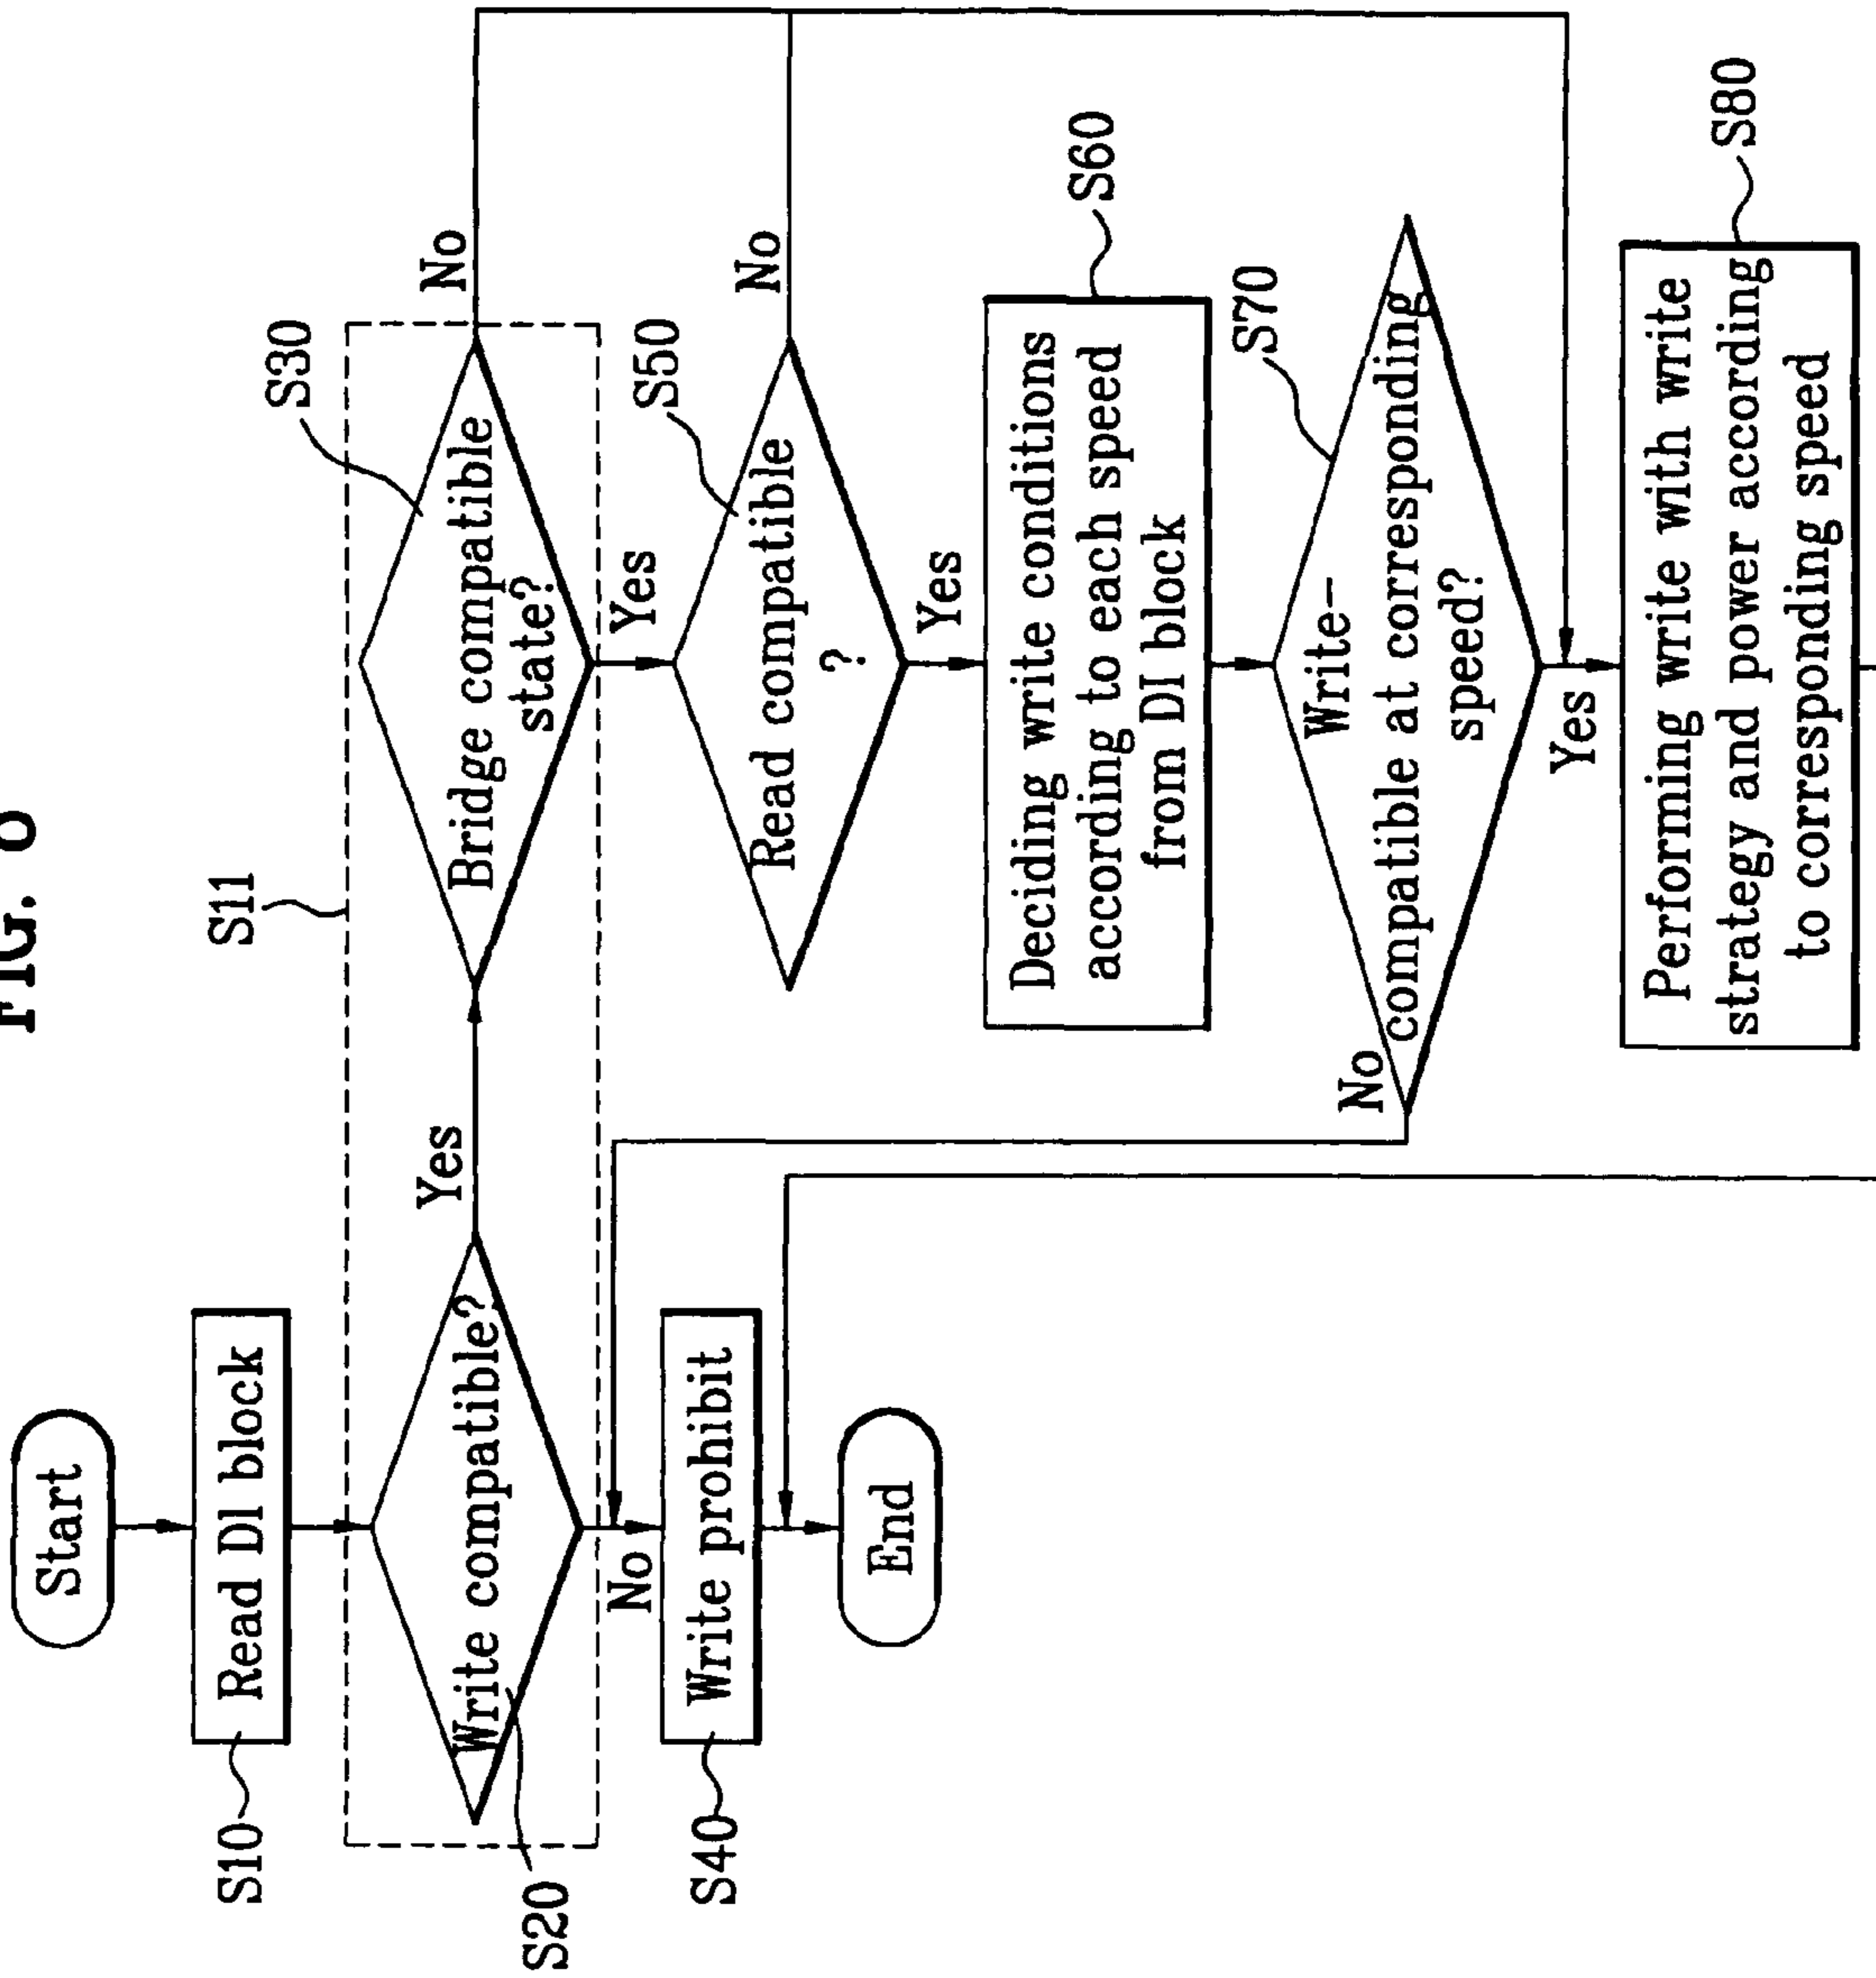 Start
S10
Read DI block
S11
S20
Write compatible?
Yes
No
S30
Bridge compatible
state?
No
Yes
S40
Write prohibit
End
S50
Read compatible
?
No
Yes
S60
Deciding write conditions
according to each speed
from DI block
S70
Write-
compatible at corresponding
speed?
No
Yes
S80
Performing write with write
strategy and power according
to corresponding speed